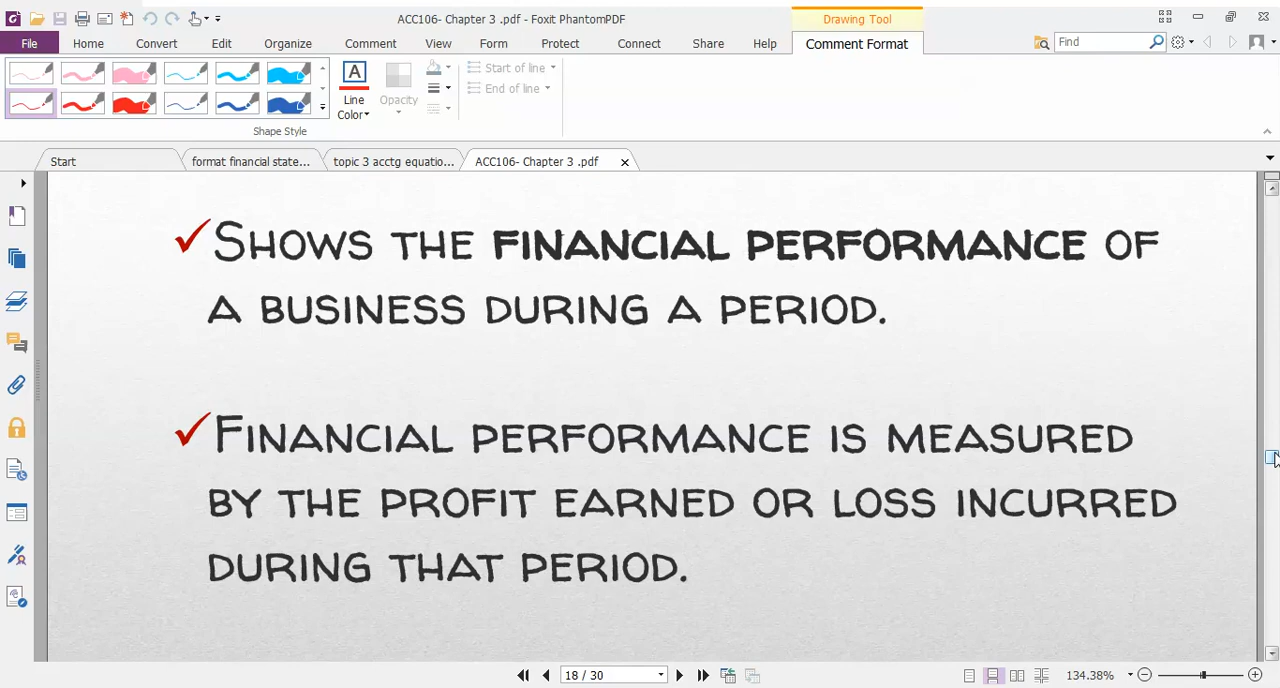 ACC106- Chapter 3 .pdf - Foxit PhantomPDF
Drawing Tool
File Home Convert Edit Organize Comment View Form Protect Connect Share Help Comment Format Find
A
Line
Color
Opacity
Start of line
End of line
Shape Style
Start format financial state... topic 3 acctg equatio... ACC106- Chapter 3 .pdf
Shows the financial performance of
a business during a period.
Financial performance is measured
by the profit earned or loss incurred
during that period.
18 / 30 134.38%